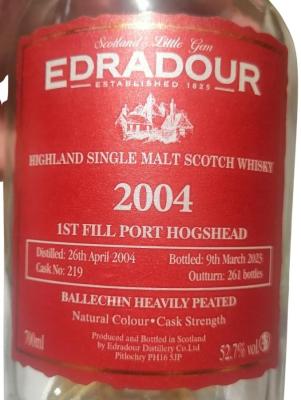 Scotland's Little Gem
EDRADOUR
ESTABLISHED 1825
HIGHLAND SINGLE MALT SCOTCH WHISKY
2004
1ST FILL PORT HOGSHEAD
Distilled: 26th April 2004 Bottled: 9th March 2023
Cask No: 219 Outturn: 261 bottles
BALLECHIN HEAVILY PEATED
Natural Colour • Cask Strength
700ml Produced and Bottled in Scotland 52.7% vol
by Edradour Distillery Co.Ltd
Pitlochry PH16 5JP